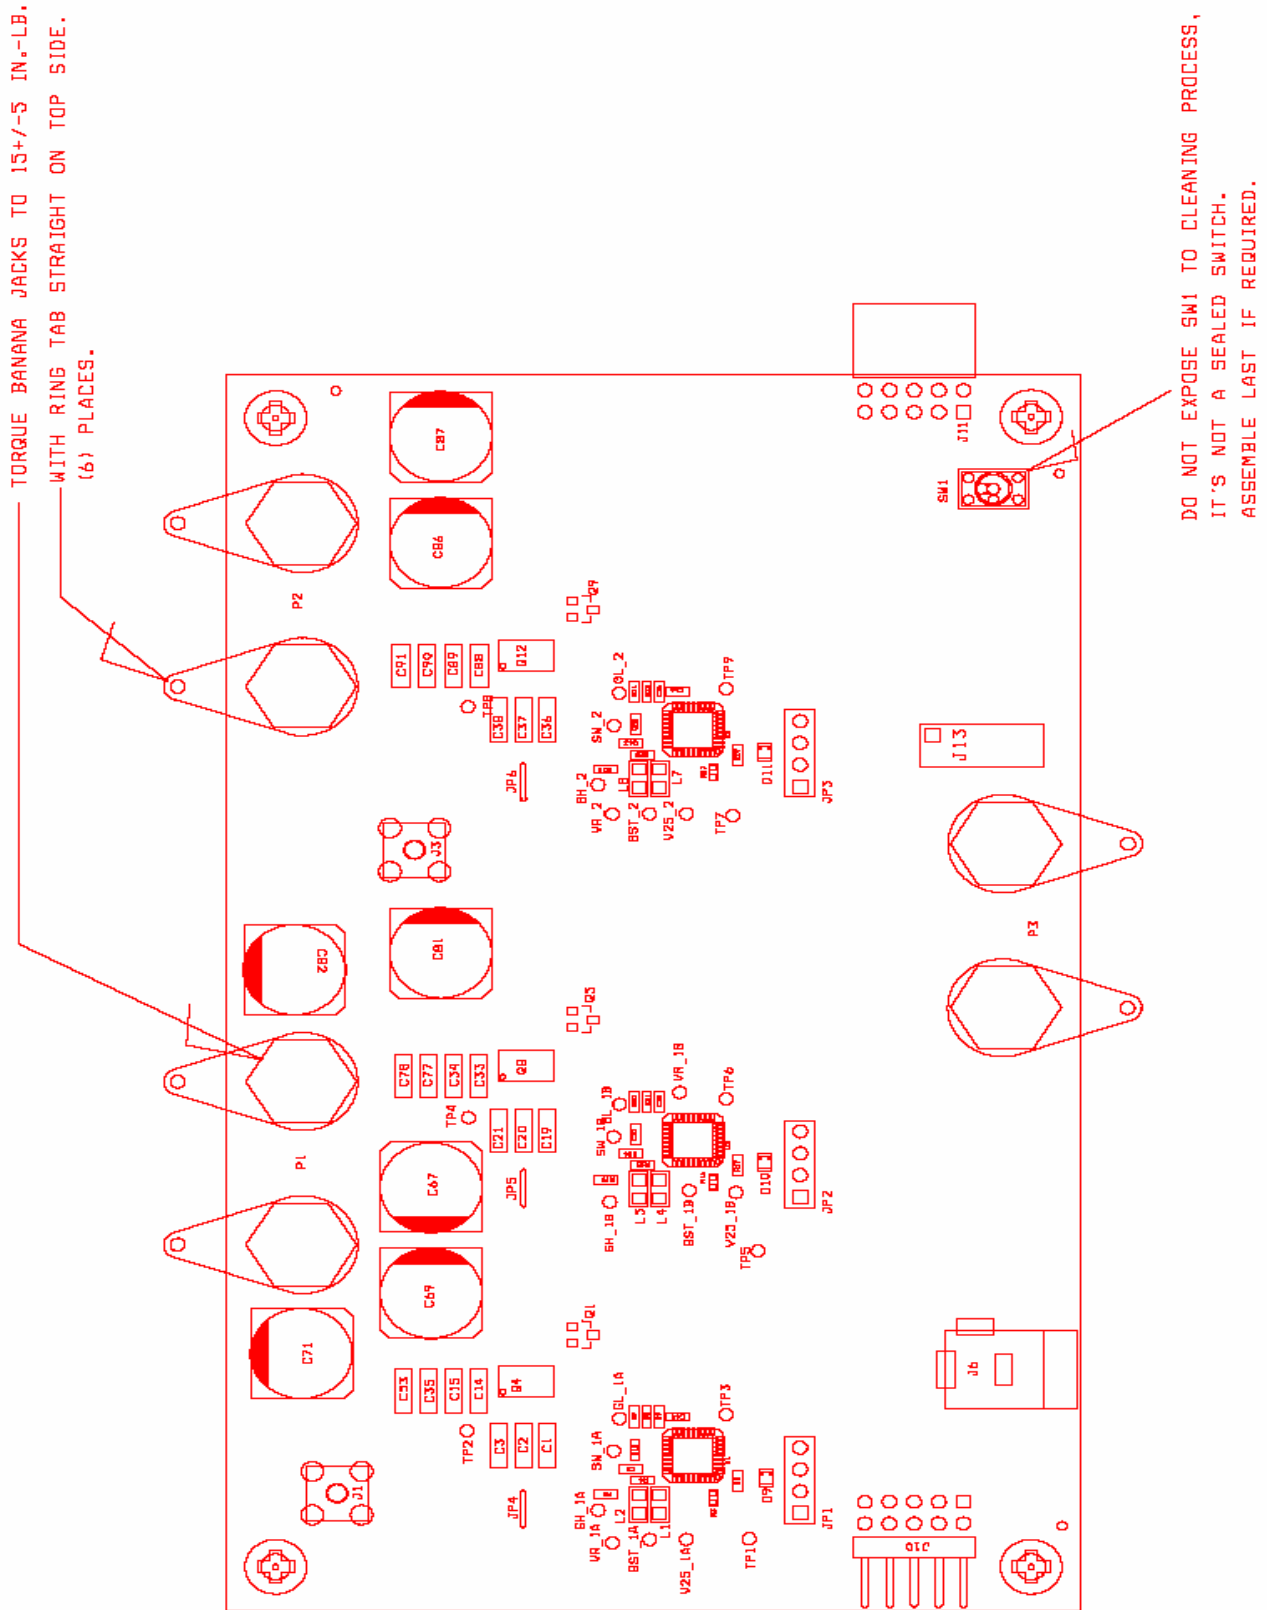 TORQUE BANANA JACKS TO 15+/-5 IN.-LB.
WITH RING TAB STRAIGHT ON TOP SIDE.
(6) PLACES.
DO NOT EXPOSE SW1 TO CLEANING PROCESS,
IT'S NOT A SEALED SWITCH.
ASSEMBLE LAST IF REQUIRED.
C87
C86
P2
J11
SW1
Q9
C91
C90
C89
C88
Q12
TP8
C38
C37
C36
GL_2
TP9
SW_2
JP6
GH_2
L8
L7
D11
JP3
VR_2
BST_2
V25_2
TP7
J13
J3
C82
C81
P3
Q5
C78
C77
C34
C33
Q8
TP4
C21
C20
C19
VR_1B
GL_1B
TP6
SW_1B
P1
C67
JP5
GH_1B
L3
L4
BST_1B
V25_1B
D10
JP2
TP5
C69
Q1
C71
J6
C53
C35
C15
C14
Q4
GL_1A
TP3
TP2
C3
C2
C1
SW_1A
J1
JP4
GH_1A
L2
L1
D9
JP1
VR_1A
BST_1A
V25_1A
TP1
J10